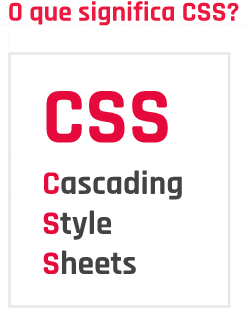 O que significa CSS?
CSS
Cascading
Style
Sheets